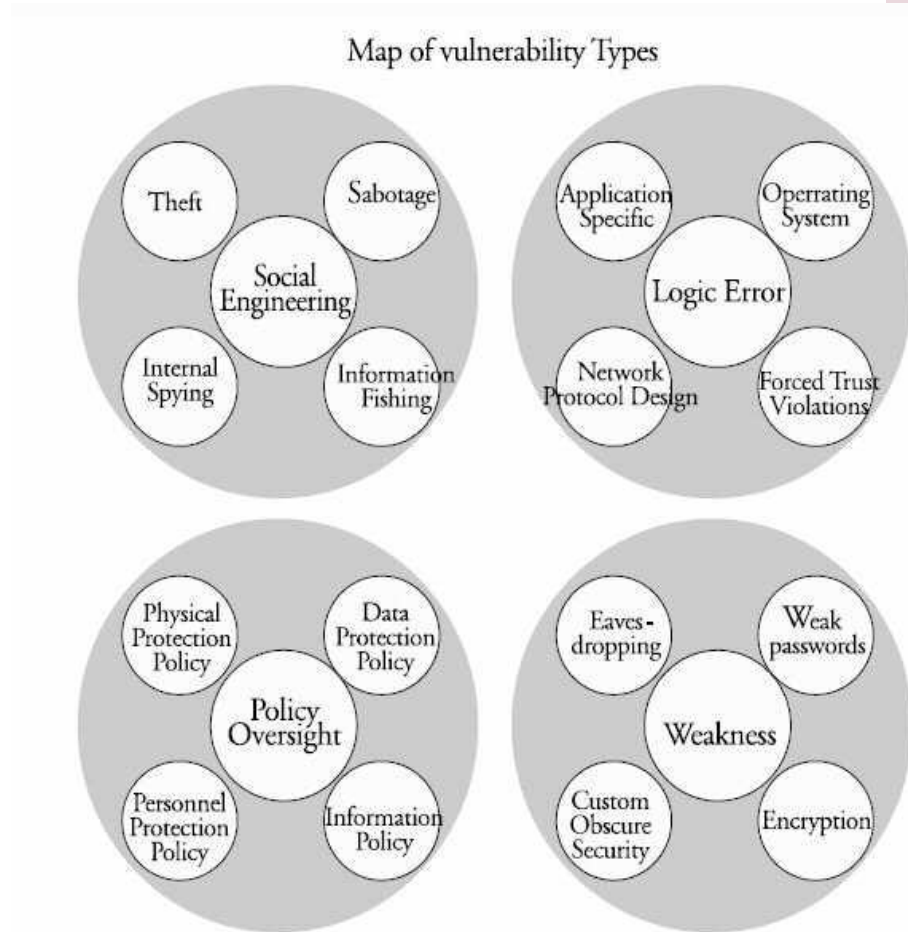 Map of vulnerability Types
Theft
Sabotage
Social
Engineering
Internal
Spying
Information
Fishing
Application
Specific
Operrating
System
Logic Error
Network
Protocol Design
Forced Trust
Violations
Physical
Protection
Policy
Data
Protection
Policy
Policy
Oversight
Personnel
Protection
Policy
Information
Policy
Eaves-
dropping
Weak
passwords
Weakness
Custom
Obscure
Security
Encryption